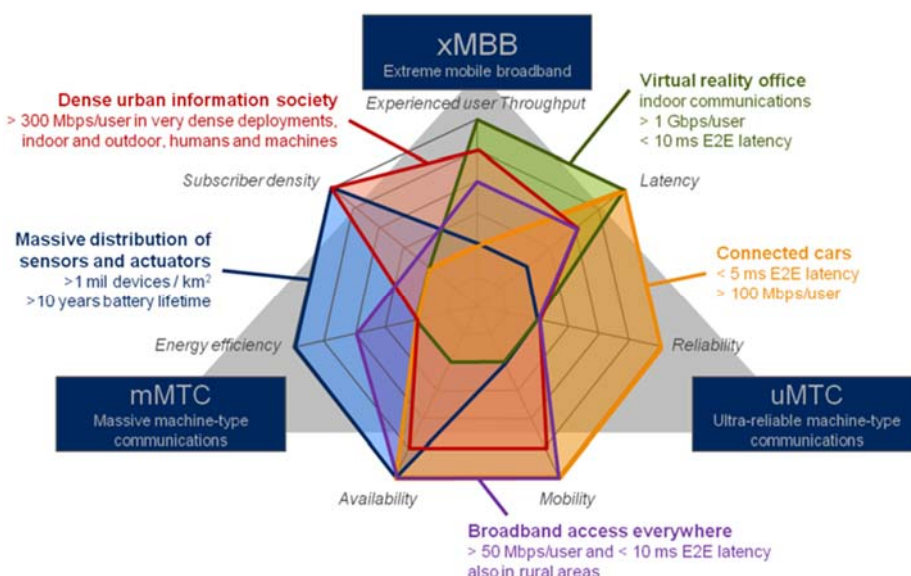 xMBB
Extreme mobile broadband
Dense urban information society
> 300 Mbps/user in very dense deployments,
indoor and outdoor, humans and machines
Experienced user Throughput
Virtual reality office
indoor communications
> 1 Gbps/user
< 10 ms E2E latency
Subscriber density
Latency
Massive distribution of
sensors and actuators
>1 mil devices / km²
>10 years battery lifetime
Connected cars
< 5 ms E2E latency
> 100 Mbps/user
Energy efficiency
Reliability
mMTC
Massive machine-type
communications
uMTC
Ultra-reliable machine-type
communications
Availability
Mobility
Broadband access everywhere
> 50 Mbps/user and < 10 ms E2E latency
also in rural areas